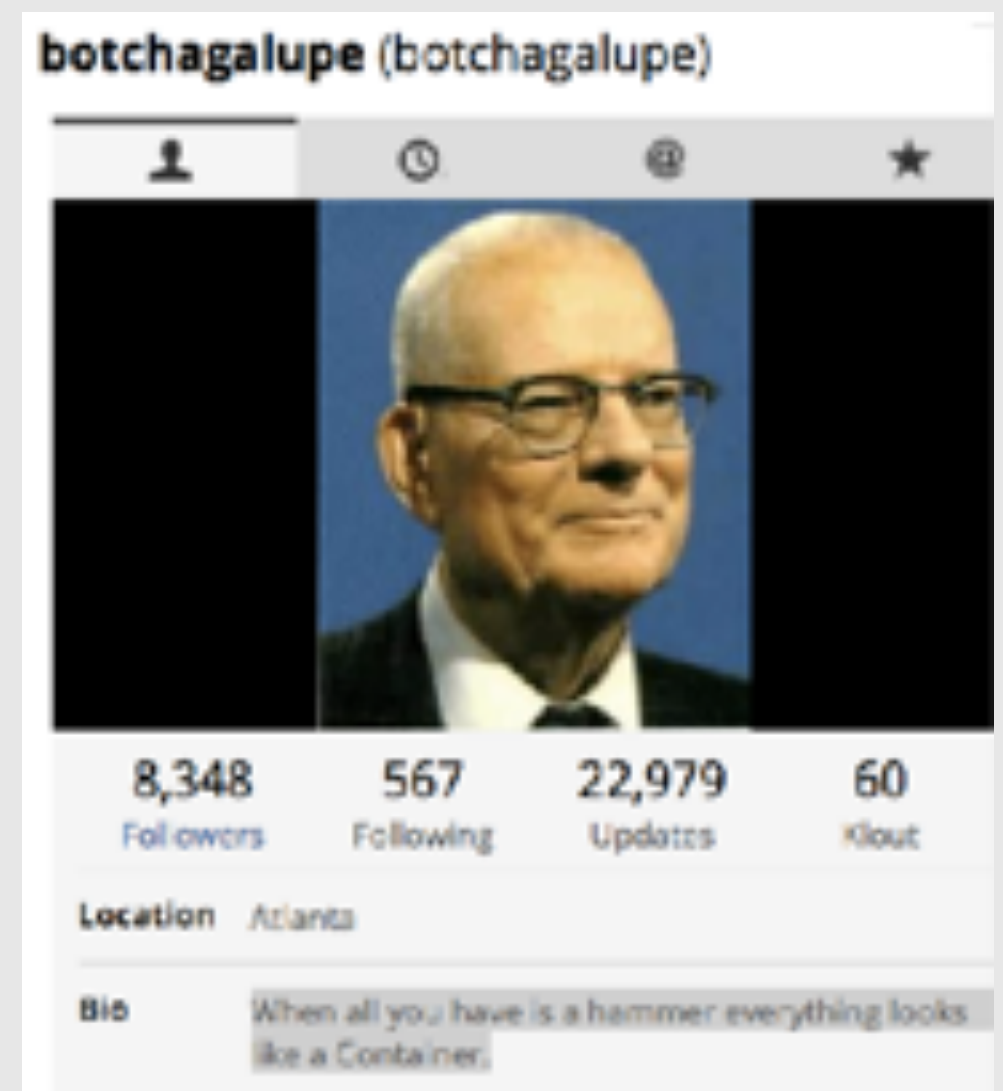 botchagalupe (botchagalupe)
@
8,348 567 22,979 60
Followers Following Updates Klout
Location Atlanta
Bio When all you have is a hammer everything looks
like a Container.